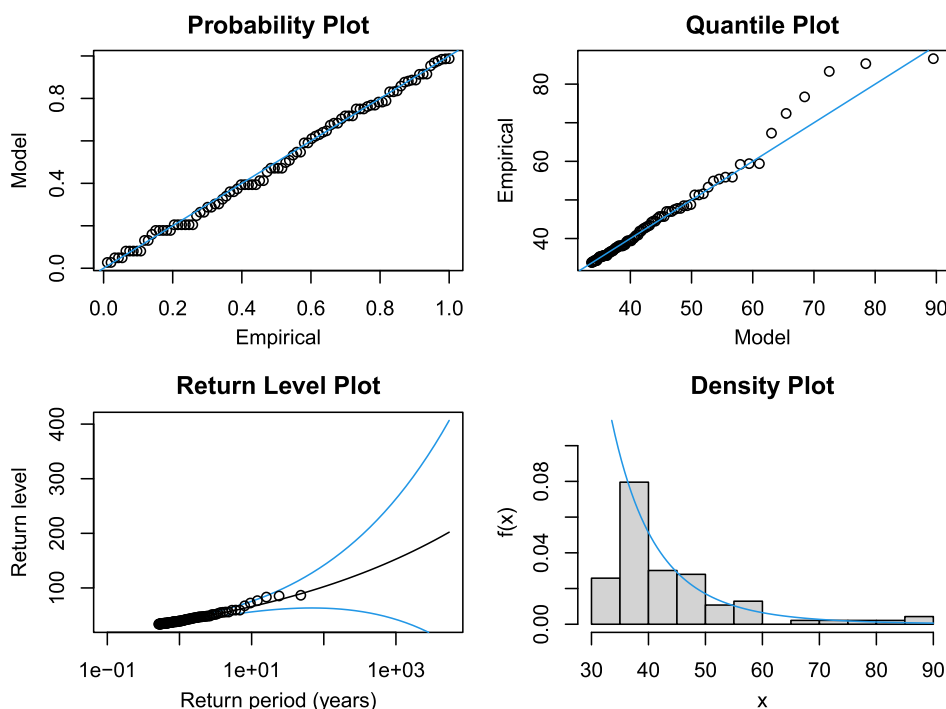 Probability Plot
Model
0.0 0.4 0.8
0.0 0.2 0.4 0.6 0.8 1.0
Empirical
Quantile Plot
Empirical
40 60 80
40 50 60 70 80 90
Model
Return Level Plot
Return level
100 200 300 400
1e−01 1e+01 1e+03
Return period (years)
Density Plot
f(x)
0.00 0.04 0.08
30 40 50 60 70 80 90
x